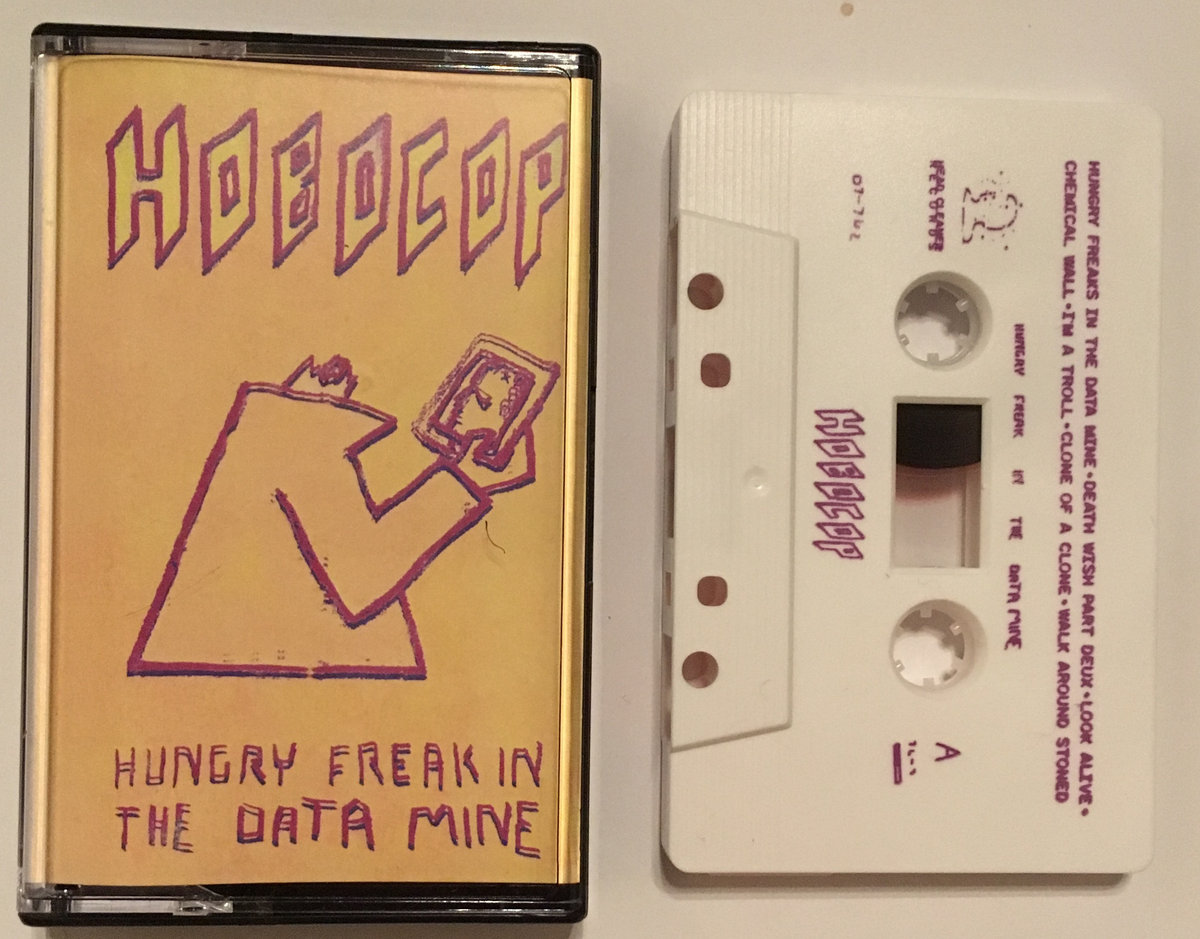 HOBOCOP
HUNGRY FREAK IN
THE DATA MINE
HUNGRY FREAKS IN THE DATA MINE • DEATH WISH PART DEUX • LOOK ALIVE •
CHEMICAL WALL • I'M A TROLL • CLONE OF A CLONE • WALK AROUND STONED
HUNGRY FREAK IN THE DATA MINE
A
HOBOCOP